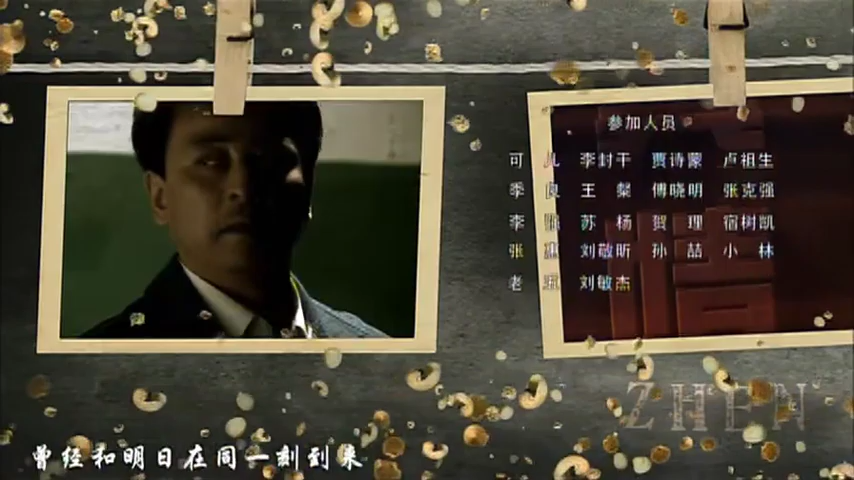 参加人员
可 儿 李封干 贾诗蒙 卢祖生
季 良 王 粲 傅晓明 张克强
李 苏 杨 贺 理 宿树凯
张 惠 刘敬昕 孙 喆 小 林
老 五 刘敏杰
ZHEN
曾经和明日在同一刻到来